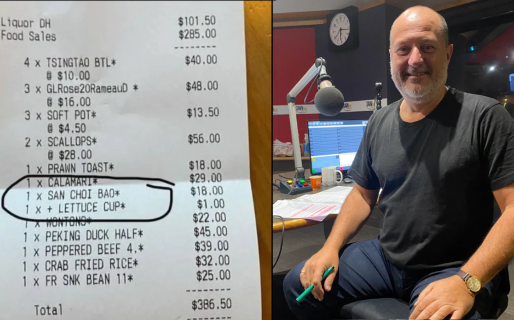 Liquor DH $101.50
Food Sales $285.00
4 x TSINGTAO BTL* $40.00
@ $10.00
3 x GLRose20RameauD * $48.00
@ $16.00
3 x SOFT POT* $13.50
@ $4.50
2 x SCALLOPS* $56.00
@ $28.00
1 x PRAWN TOAST* $18.00
1 x CALAMARI* $29.00
1 x SAN CHOI BAO* $18.00
1 x + LETTUCE CUP* $1.00
1 x WONTONS* $22.00
1 x PEKING DUCK HALF* $45.00
1 x PEPPERED BEEF 4.* $39.00
1 x CRAB FRIED RICE* $32.00
1 x FR SNK BEAN 11* $25.00
Total $386.50